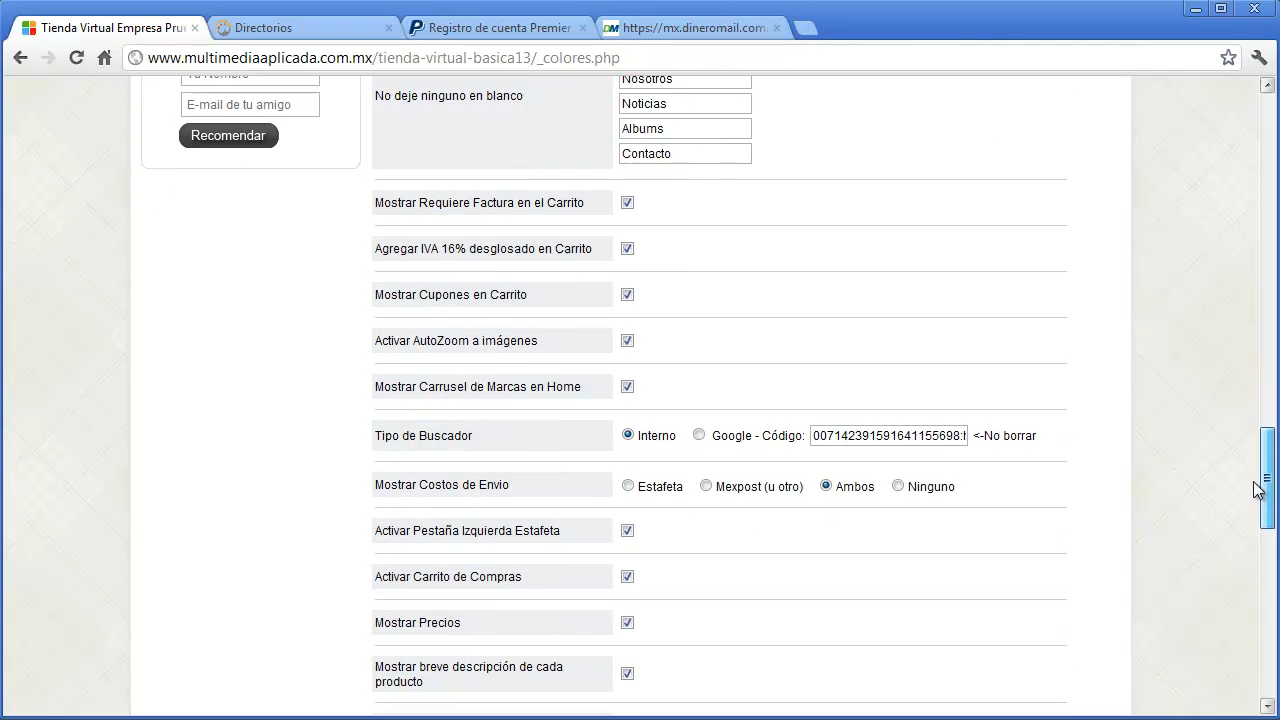 Tienda Virtual Empresa Pru
Directorios
Registro de cuenta Premier
https://mx.dineromail.com
www.multimediaaplicada.com.mx/tienda-virtual-basica13/_colores.php
Tu Nombre
E-mail de tu amigo
Recomendar
No deje ninguno en blanco
Nosotros
Noticias
Albums
Contacto
Mostrar Requiere Factura en el Carrito
Agregar IVA 16% desglosado en Carrito
Mostrar Cupones en Carrito
Activar AutoZoom a imágenes
Mostrar Carrusel de Marcas en Home
Tipo de Buscador Interno Google - Código: 007142391591641155698: <-No borrar
Mostrar Costos de Envio Estafeta Mexpost (u otro) Ambos Ninguno
Activar Pestaña Izquierda Estafeta
Activar Carrito de Compras
Mostrar Precios
Mostrar breve descripción de cada
producto